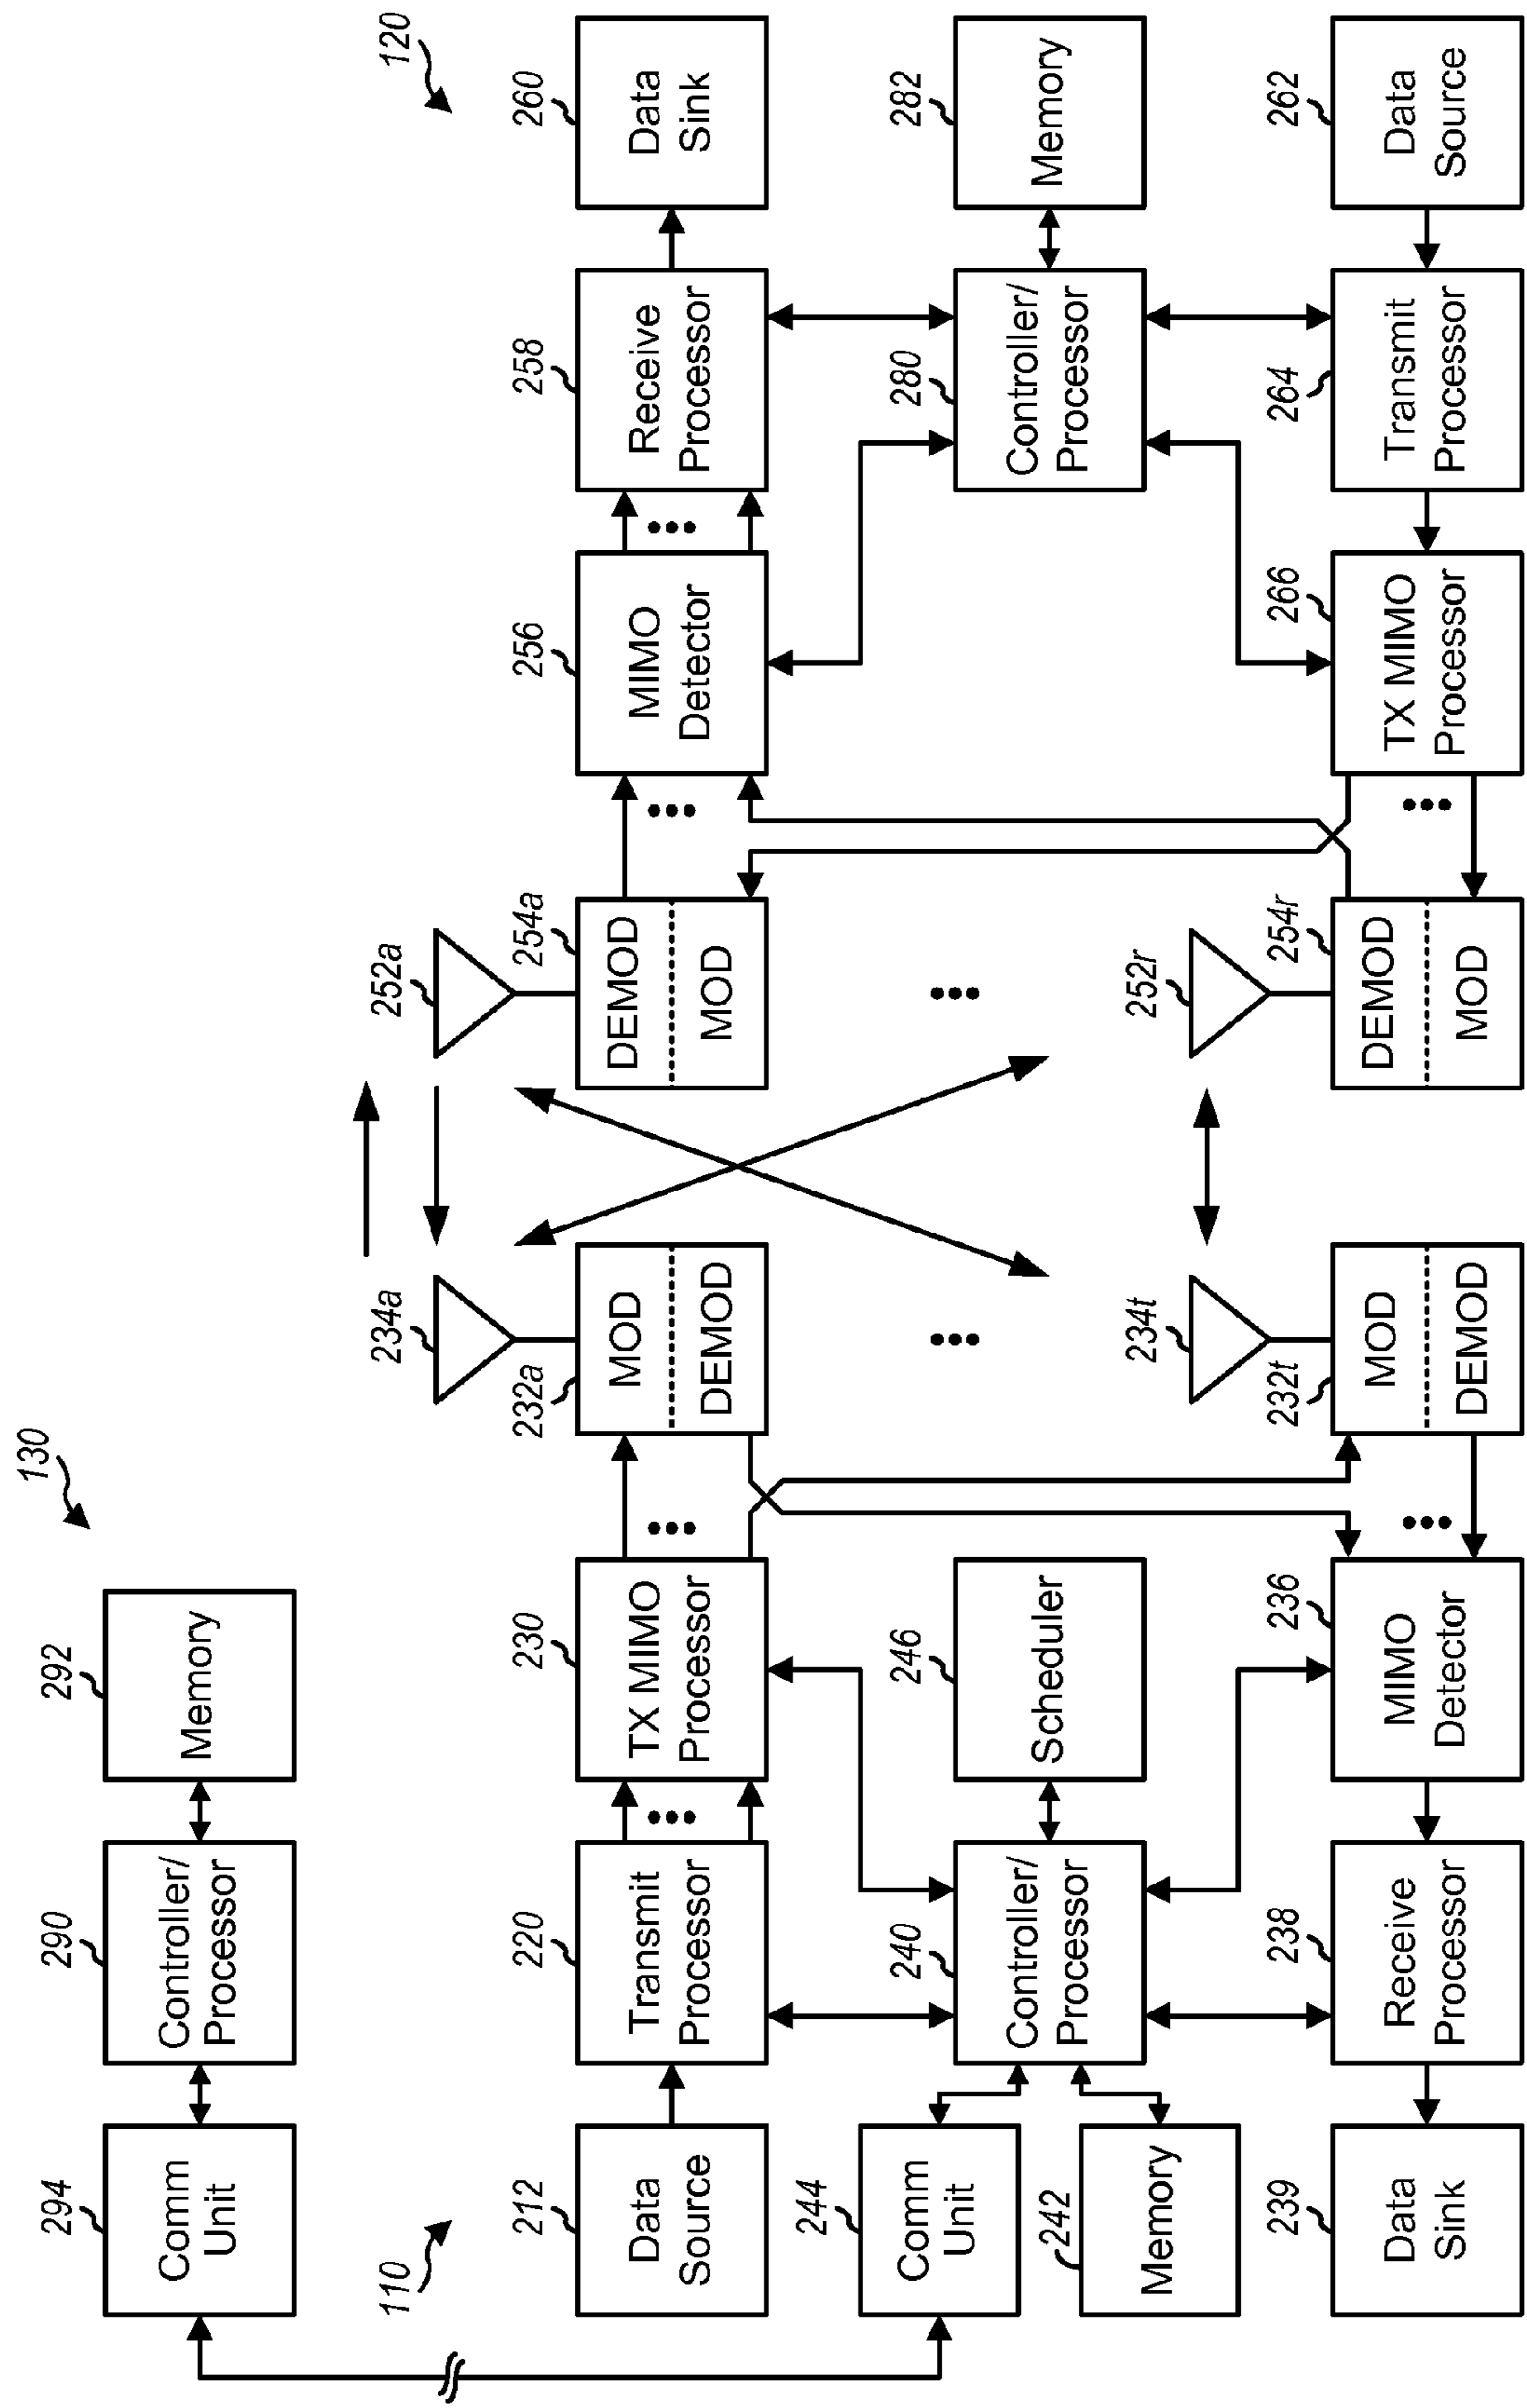 130
294
Comm
Unit
290
Controller/
Processor
292
Memory
110
120
212
Data
Source
220
Transmit
Processor
230
TX MIMO
Processor
232a
MOD
DEMOD
234a
252a
254a
DEMOD
MOD
256
MIMO
Detector
258
Receive
Processor
260
Data
Sink
244
Comm
Unit
242
Memory
240
Controller/
Processor
246
Scheduler
280
Controller/
Processor
282
Memory
239
Data
Sink
238
Receive
Processor
236
MIMO
Detector
232t
MOD
DEMOD
234t
252r
254r
DEMOD
MOD
266
TX MIMO
Processor
264
Transmit
Processor
262
Data
Source